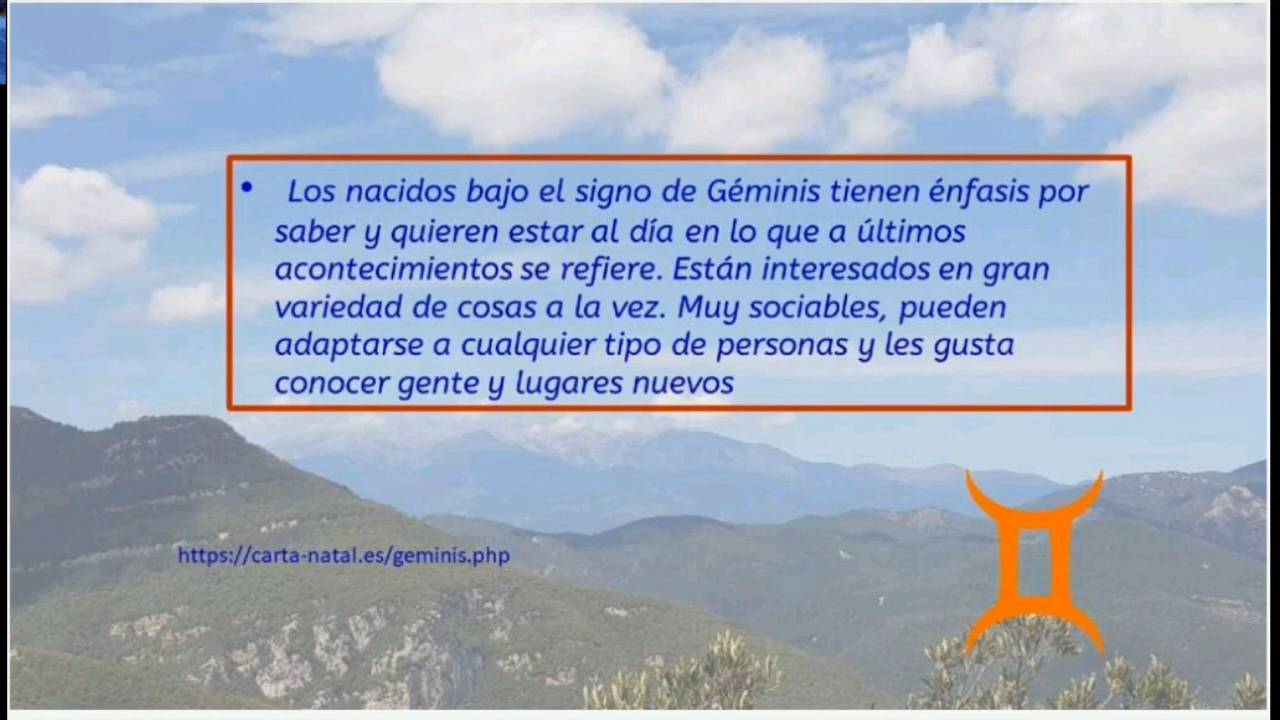 • Los nacidos bajo el signo de Géminis tienen énfasis por
saber y quieren estar al día en lo que a últimos
acontecimientos se refiere. Están interesados en gran
variedad de cosas a la vez. Muy sociables, pueden
adaptarse a cualquier tipo de personas y les gusta
conocer gente y lugares nuevos
https://carta-natal.es/geminis.php